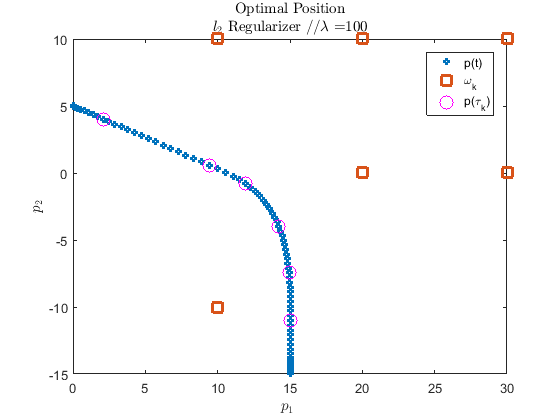 Optimal Position
l₂ Regularizer //λ =100
10
5
0
-5
-10
-15
p₂
0 5 10 15 20 25 30
p₁
p(t)
ωₖ
p(τₖ)